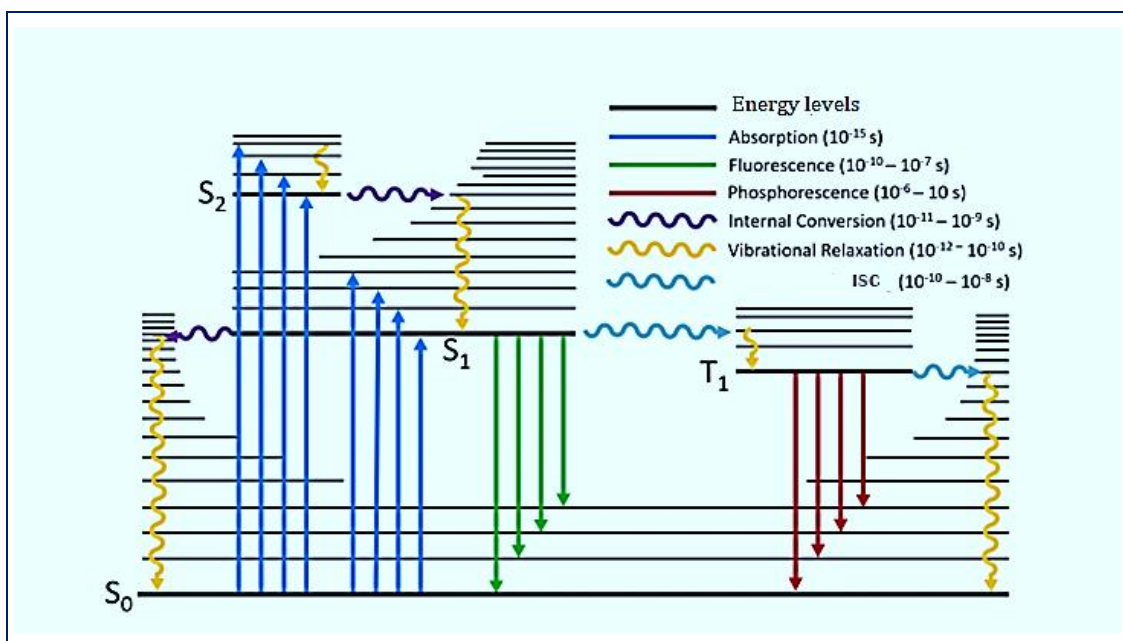 Energy levels
Absorption (10⁻¹⁵ s)
Fluorescence (10⁻¹⁰ – 10⁻⁷ s)
Phosphorescence (10⁻⁶ – 10 s)
Internal Conversion (10⁻¹¹ – 10⁻⁹ s)
Vibrational Relaxation (10⁻¹² – 10⁻¹⁰ s)
ISC (10⁻¹⁰ – 10⁻⁸ s)
S₂
S₁
T₁
S₀